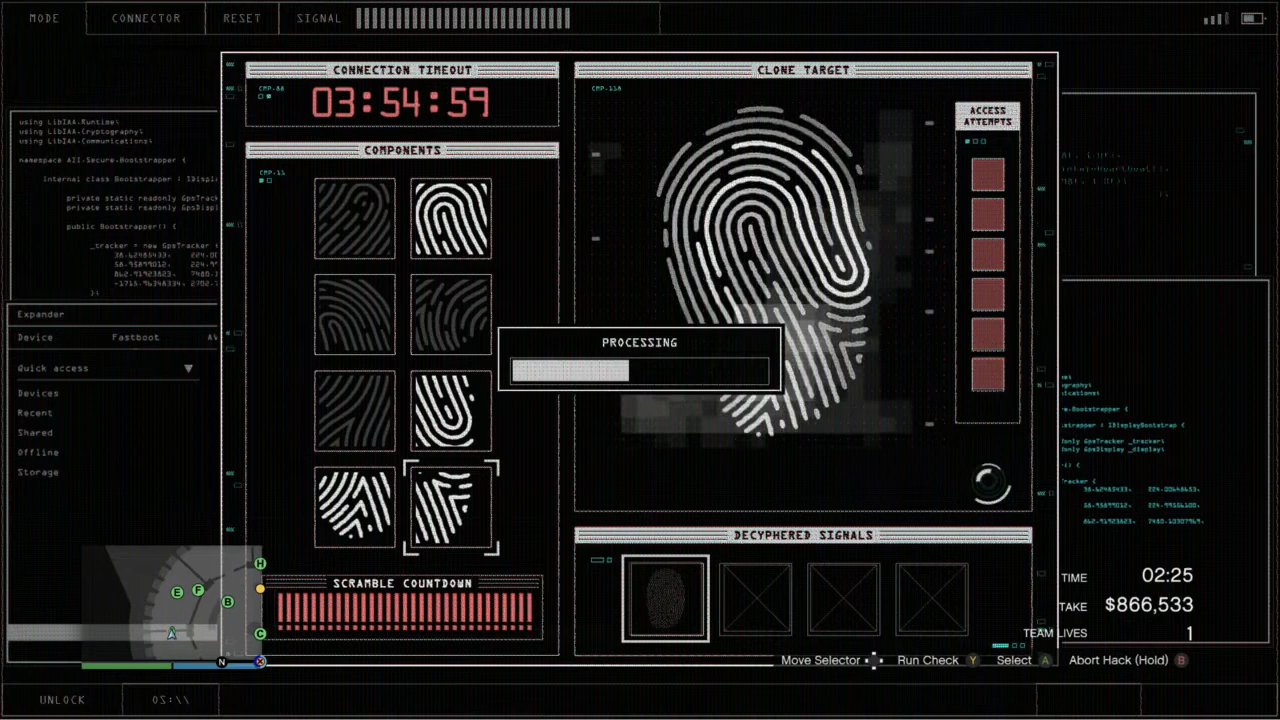 MODE
CONNECTOR
RESET
SIGNAL
CONNECTION TIMEOUT
03:54:59
COMPONENTS
CLONE TARGET
ACCESS
ATTEMPTS
using LibIAA.Runtime;
using LibIAA.Cryptography;
using LibIAA.Communications;
namespace AII.Secure.Bootstrapper {
internal class Bootstrapper : IDispl
private static readonly GpsTrack
private static readonly GpsDispl
public Bootstrapper() {
_tracker = new GpsTracker
Expander
Device
Fastboot
Quick access
Devices
Recent
Shared
Offline
Storage
PROCESSING
SCRAMBLE COUNTDOWN
DECYPHERED SIGNALS
H
E
F
B
C
N
TIME 02:25
TAKE $866,533
TEAM LIVES 1
Move Selector
Run Check Y
Select A
Abort Hack (Hold) B
UNLOCK
OS:\\